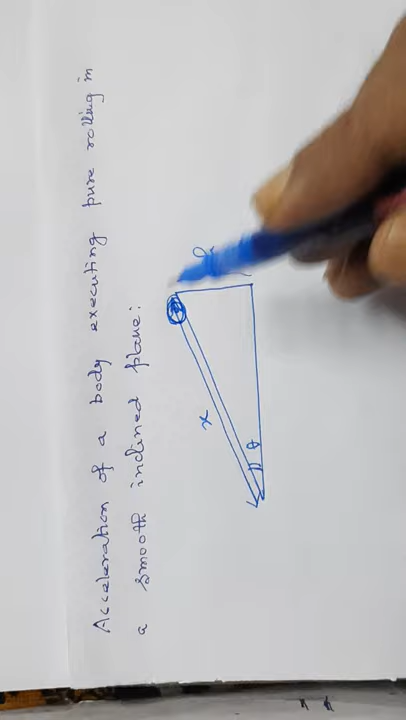 Acceleration of a body executing pure rolling in
a smooth inclined plane:
h
x
θ